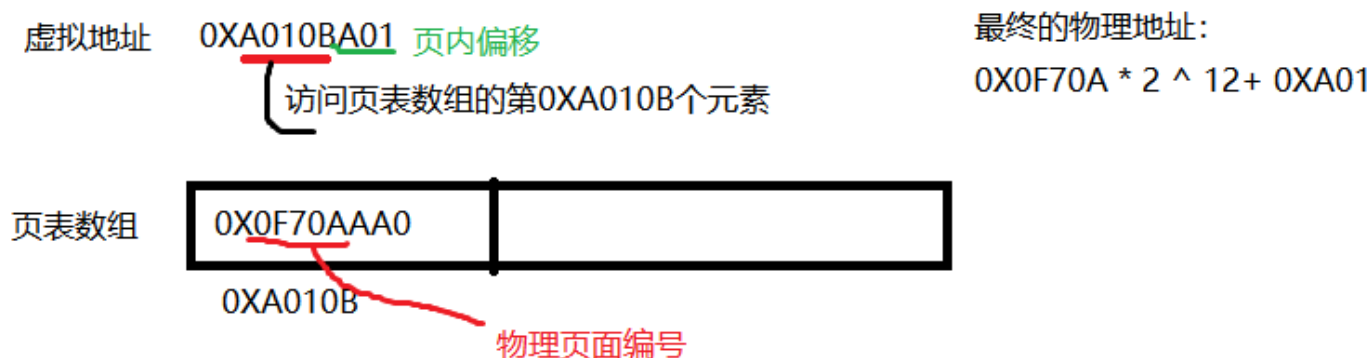 虚拟地址 0XA010BA01 页内偏移
访问页表数组的第0XA010B个元素
最终的物理地址:
0X0F70A * 2 ^ 12+ 0XA01
页表数组 0X0F70AAA0
0XA010B
物理页面编号